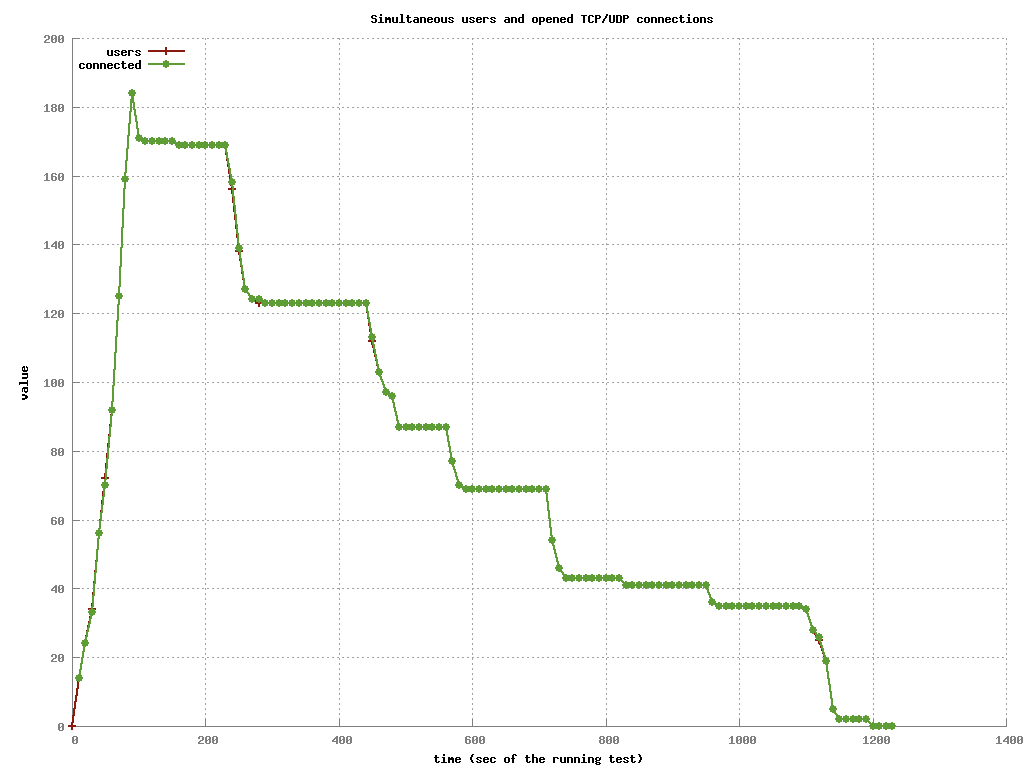 Simultaneous users and opened TCP/UDP connections
200
users
connected
180
160
140
120
100
value
80
60
40
20
0
0 200 400 600 800 1000 1200 1400
time (sec of the running test)